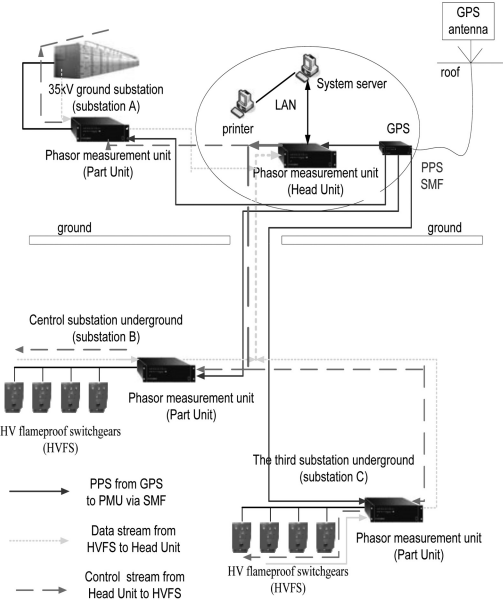 GPS
antenna
roof
35kV ground substation
(substation A)
System server
LAN
printer
GPS
Phasor measurement unit
(Part Unit)
Phasor measurement unit
(Head Unit)
PPS
SMF
ground
ground
Central substation underground
(substation B)
Phasor measurement unit
(Part Unit)
HV flameproof switchgears
(HVFS)
The third substation underground
(substation C)
Phasor measurement unit
(Part Unit)
HV flameproof switchgears
(HVFS)
PPS from GPS
to PMU via SMF
Data stream from
HVFS to Head Unit
Control stream from
Head Unit to HVFS